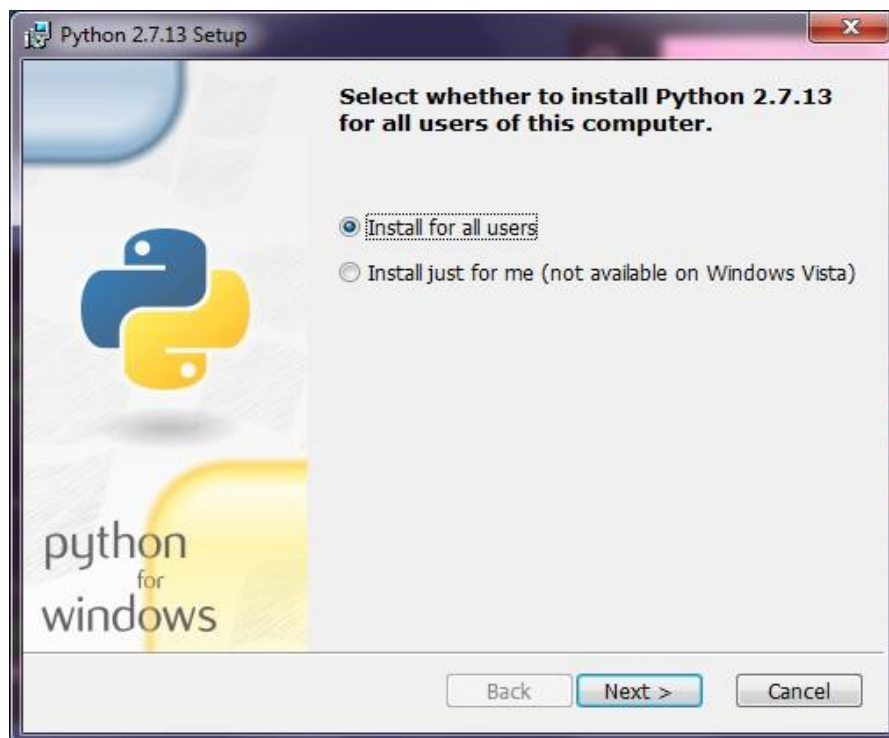 Python 2.7.13 Setup
Select whether to install Python 2.7.13
for all users of this computer.
Install for all users
Install just for me (not available on Windows Vista)
python
for
windows
Back
Next >
Cancel